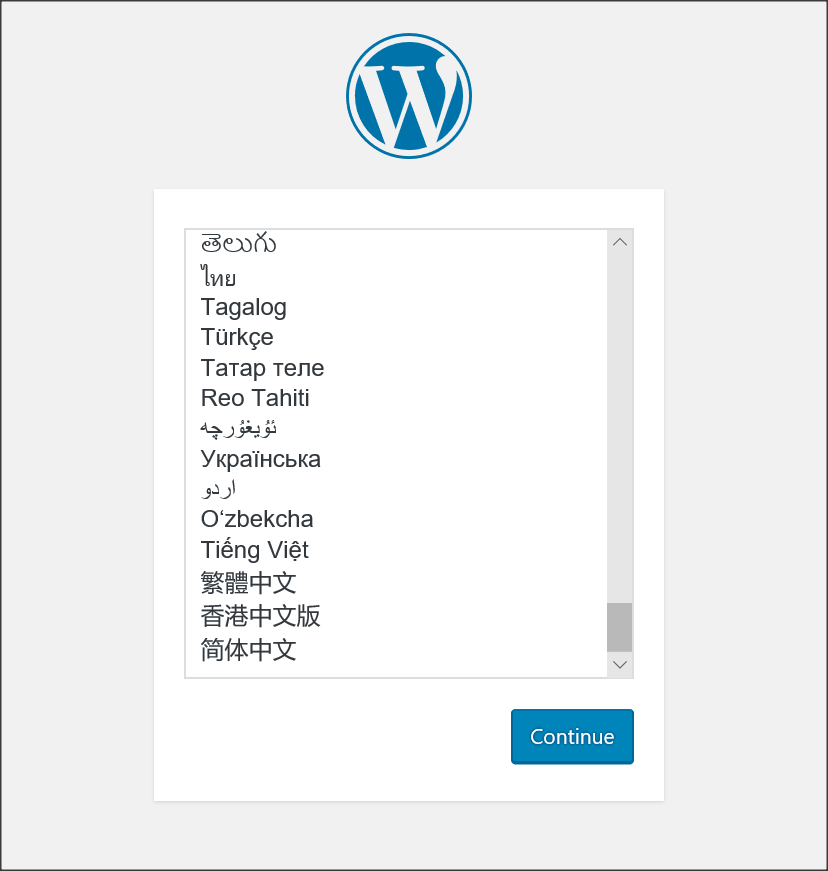 తెలుగు
ไทย
Tagalog
Türkçe
Татар теле
Reo Tahiti
ئۇيغۇرچە
Українська
اردو
O‘zbekcha
Tiếng Việt
繁體中文
香港中文版
简体中文
Continue